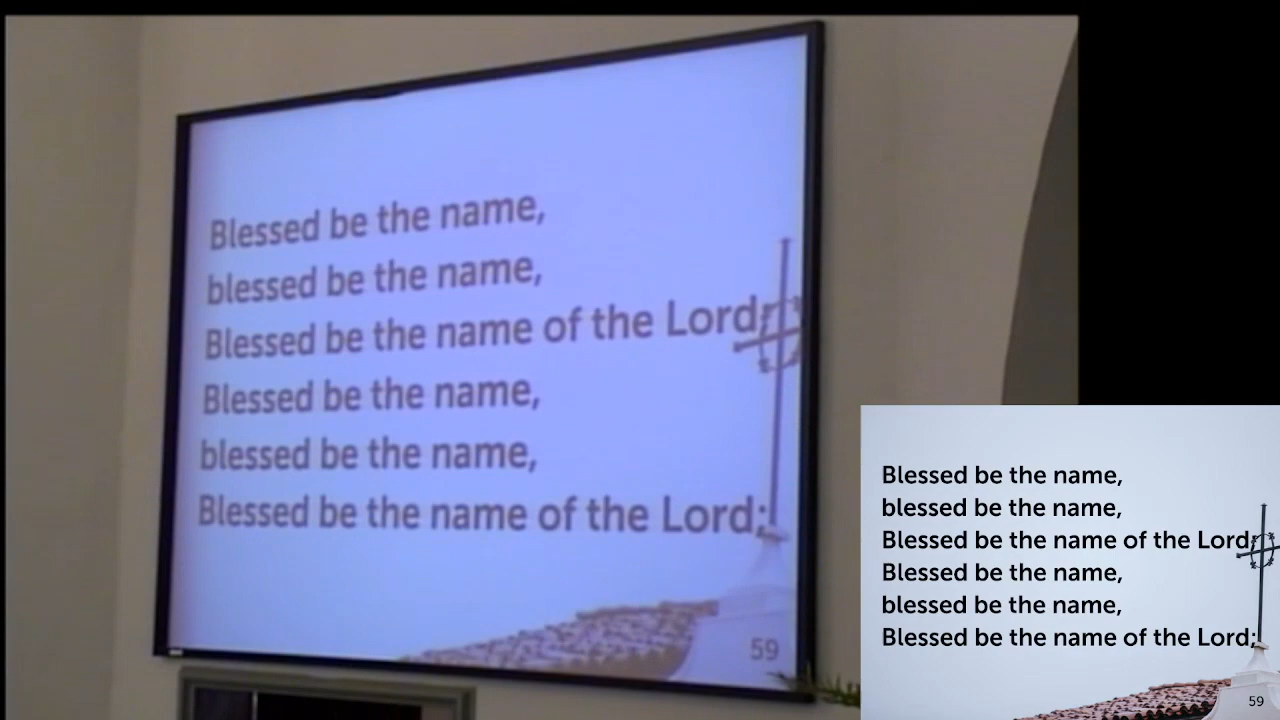 Blessed be the name,
blessed be the name,
Blessed be the name of the Lord;
Blessed be the name,
blessed be the name,
Blessed be the name of the Lord;
59
Blessed be the name,
blessed be the name,
Blessed be the name of the Lord;
Blessed be the name,
blessed be the name,
Blessed be the name of the Lord;
59